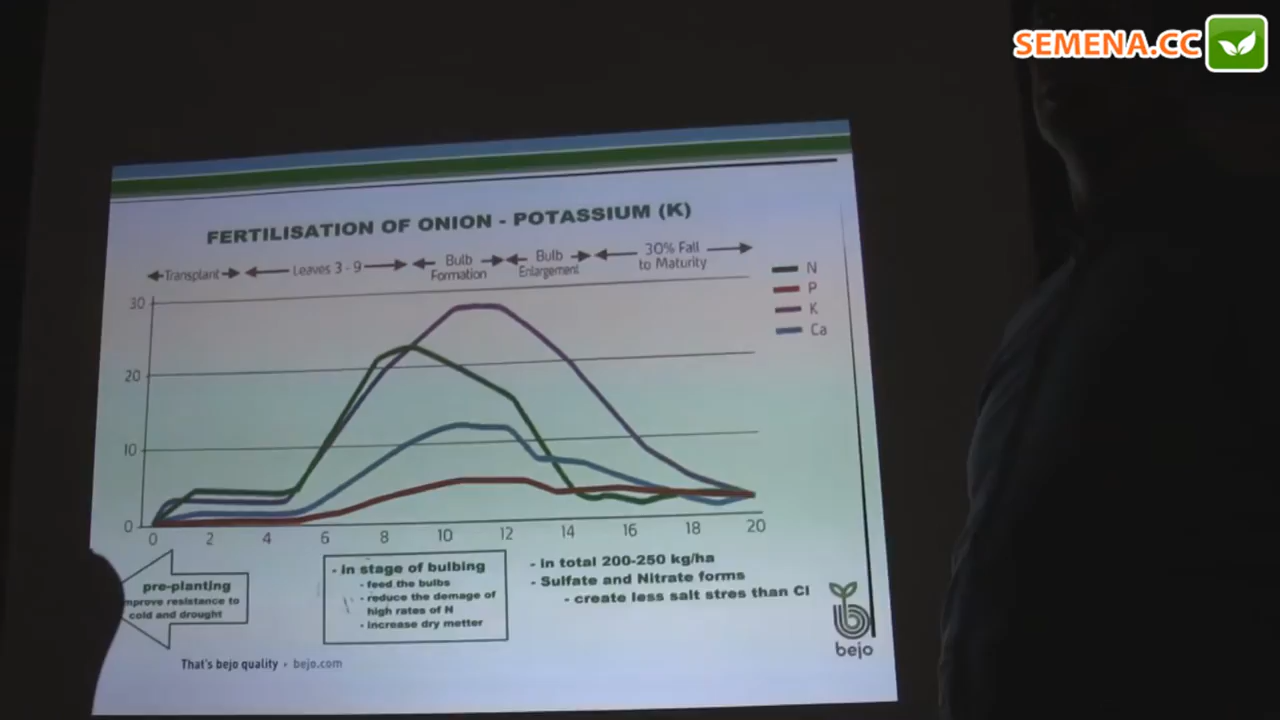 SEMENA.CC
FERTILISATION OF ONION - POTASSIUM (K)
Transplant
Leaves 3 - 9
Bulb
Formation
Bulb
Enlargement
30% Fall
to Maturity
N
P
K
Ca
30
20
10
0
0 2 4 6 8 10 12 14 16 18 20
pre-planting
mprove resistance to
cold and drought
- in stage of bulbing
- feed the bulbs
- reduce the demage of
high rates of N
- increase dry metter
- in total 200-250 kg/ha
- Sulfate and Nitrate forms
- create less salt stres than Cl
bejo
That's bejo quality • bejo.com